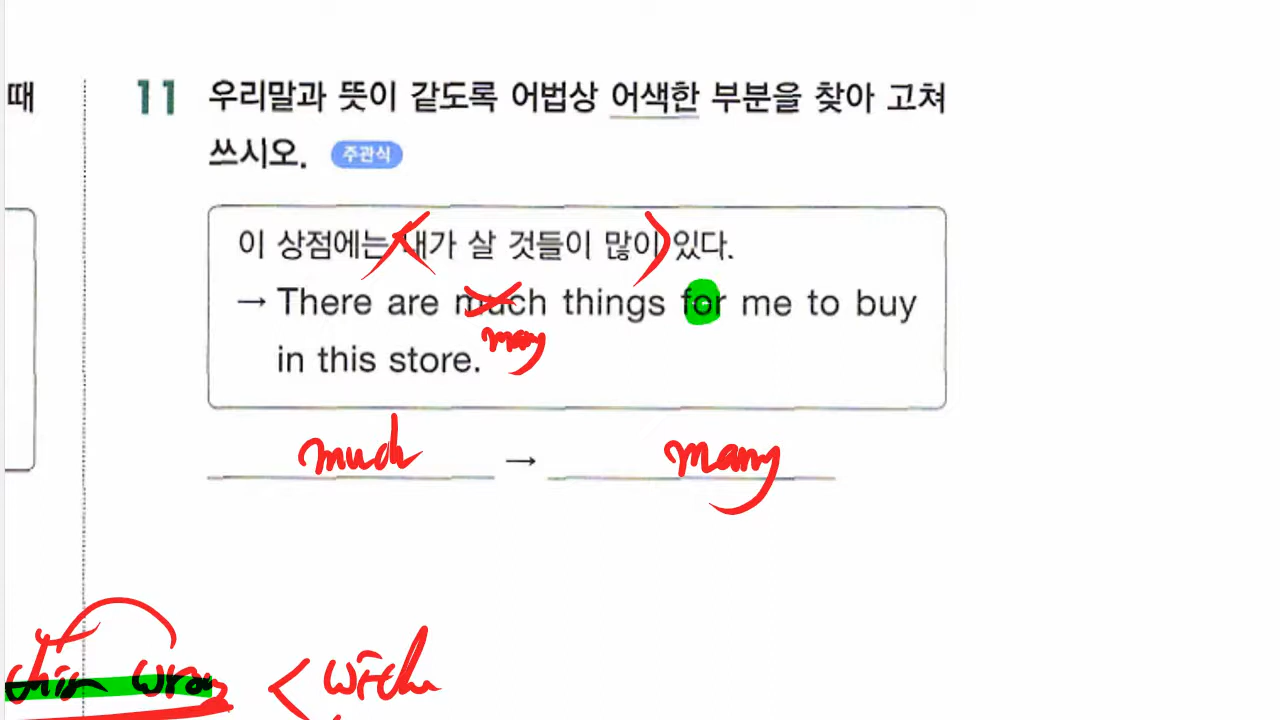 때
11 우리말과 뜻이 같도록 어법상 어색한 부분을 찾아 고쳐
쓰시오. 주관식
이 상점에는 내가 살 것들이 많이 있다.
→ There are much things for me to buy
many
in this store.
much → many
this wrong < with